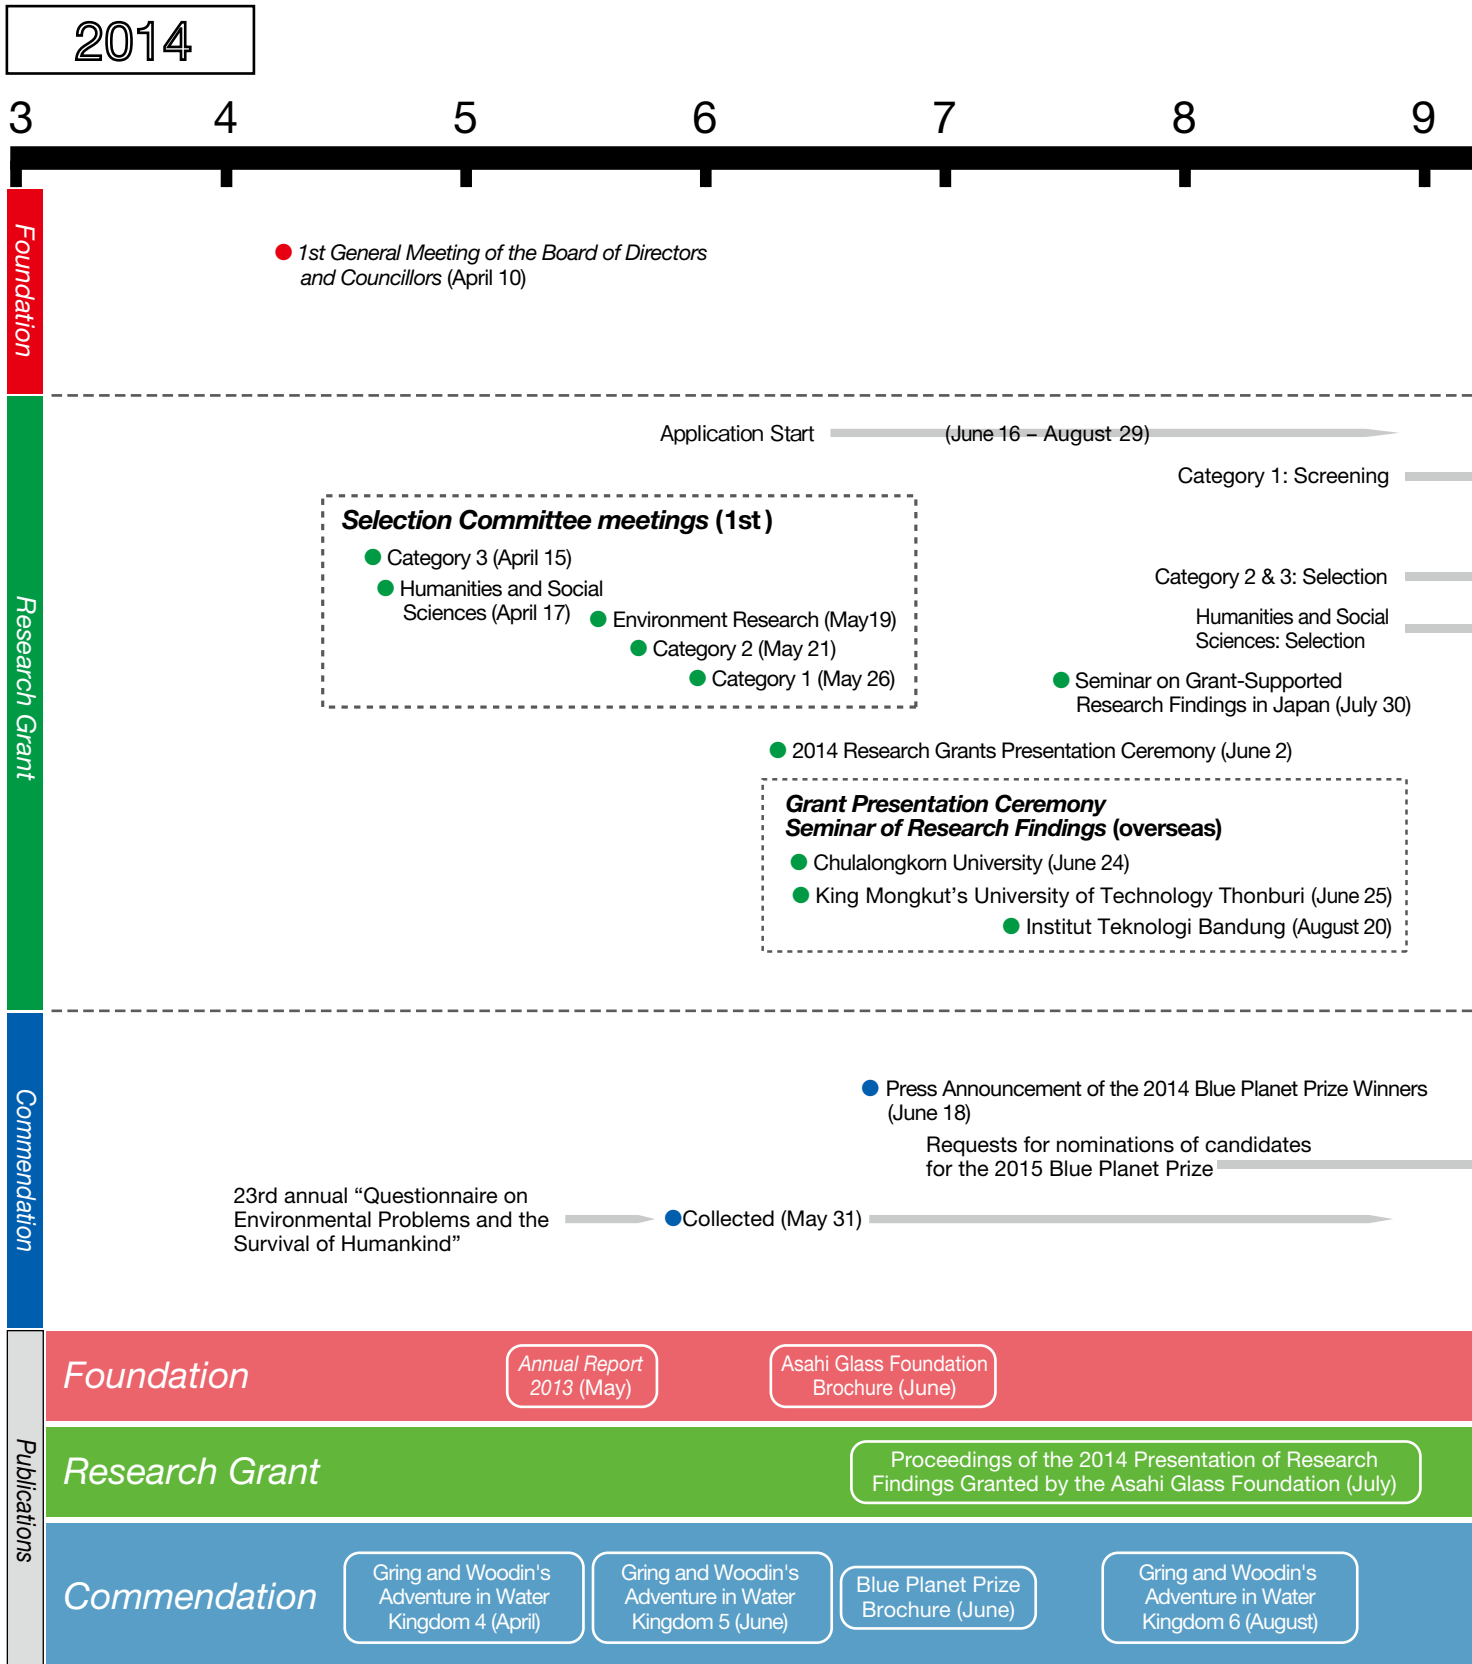 2014
3 4 5 6 7 8 9
Foundation
1st General Meeting of the Board of Directors
and Councillors (April 10)
Research Grant
Application Start (June 16 – August 29)
Category 1: Screening
Selection Committee meetings (1st)
Category 3 (April 15)
Humanities and Social
Sciences (April 17)
Environment Research (May19)
Category 2 (May 21)
Category 1 (May 26)
Category 2 & 3: Selection
Humanities and Social
Sciences: Selection
Seminar on Grant-Supported
Research Findings in Japan (July 30)
2014 Research Grants Presentation Ceremony (June 2)
Grant Presentation Ceremony
Seminar of Research Findings (overseas)
Chulalongkorn University (June 24)
King Mongkut’s University of Technology Thonburi (June 25)
Institut Teknologi Bandung (August 20)
Commendation
Press Announcement of the 2014 Blue Planet Prize Winners
(June 18)
Requests for nominations of candidates
for the 2015 Blue Planet Prize
23rd annual “Questionnaire on
Environmental Problems and the
Survival of Humankind”
Collected (May 31)
Publications
Foundation
Annual Report
2013 (May)
Asahi Glass Foundation
Brochure (June)
Research Grant
Proceedings of the 2014 Presentation of Research
Findings Granted by the Asahi Glass Foundation (July)
Commendation
Gring and Woodin's
Adventure in Water
Kingdom 4 (April)
Gring and Woodin's
Adventure in Water
Kingdom 5 (June)
Blue Planet Prize
Brochure (June)
Gring and Woodin's
Adventure in Water
Kingdom 6 (August)